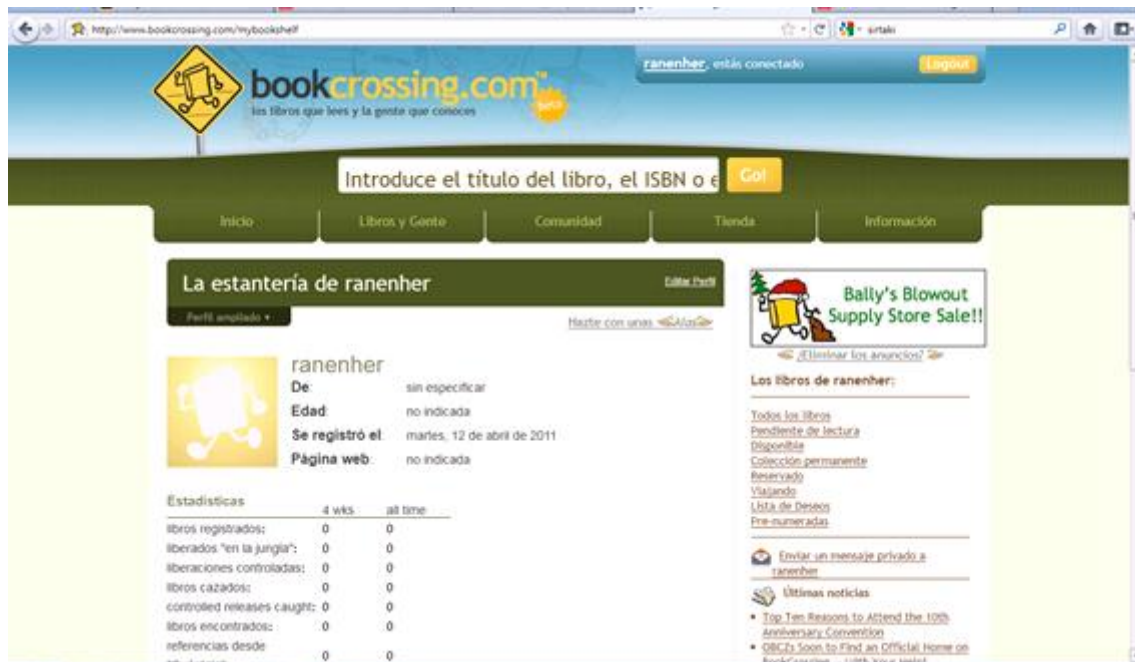 http://www.bookcrossing.com/mybookshelf
sirtaki
bookcrossing.com
beta
los libros que lees y la gente que conoces
ranenher, estás conectado
Logout
Introduce el título del libro, el ISBN o e
Go!
Inicio
Libros y Gente
Comunidad
Tienda
Información
La estantería de ranenher
Editar Perfil
Perfil ampliado ▾
Hazte con unas Alas
ranenher
De: sin especificar
Edad: no indicada
Se registró el: martes, 12 de abril de 2011
Página web: no indicada
Estadísticas
4 wks all time
libros registrados: 0 0
liberados "en la jungla": 0 0
liberaciones controladas: 0 0
libros cazados: 0 0
controlled releases caught: 0 0
libros encontrados: 0 0
referencias desde
0 0
Bally's Blowout
Supply Store Sale!!
¿Eliminar los anuncios?
Los libros de ranenher:
Todos los libros
Pendiente de lectura
Disponible
Colección permanente
Reservado
Viajando
Lista de Deseos
Pre-numeradas
Enviar un mensaje privado a
ranenher
Últimas noticias
Top Ten Reasons to Attend the 10th
Anniversary Convention
OBCZs Soon to Find an Official Home on
BookCrossing - With Your Help!